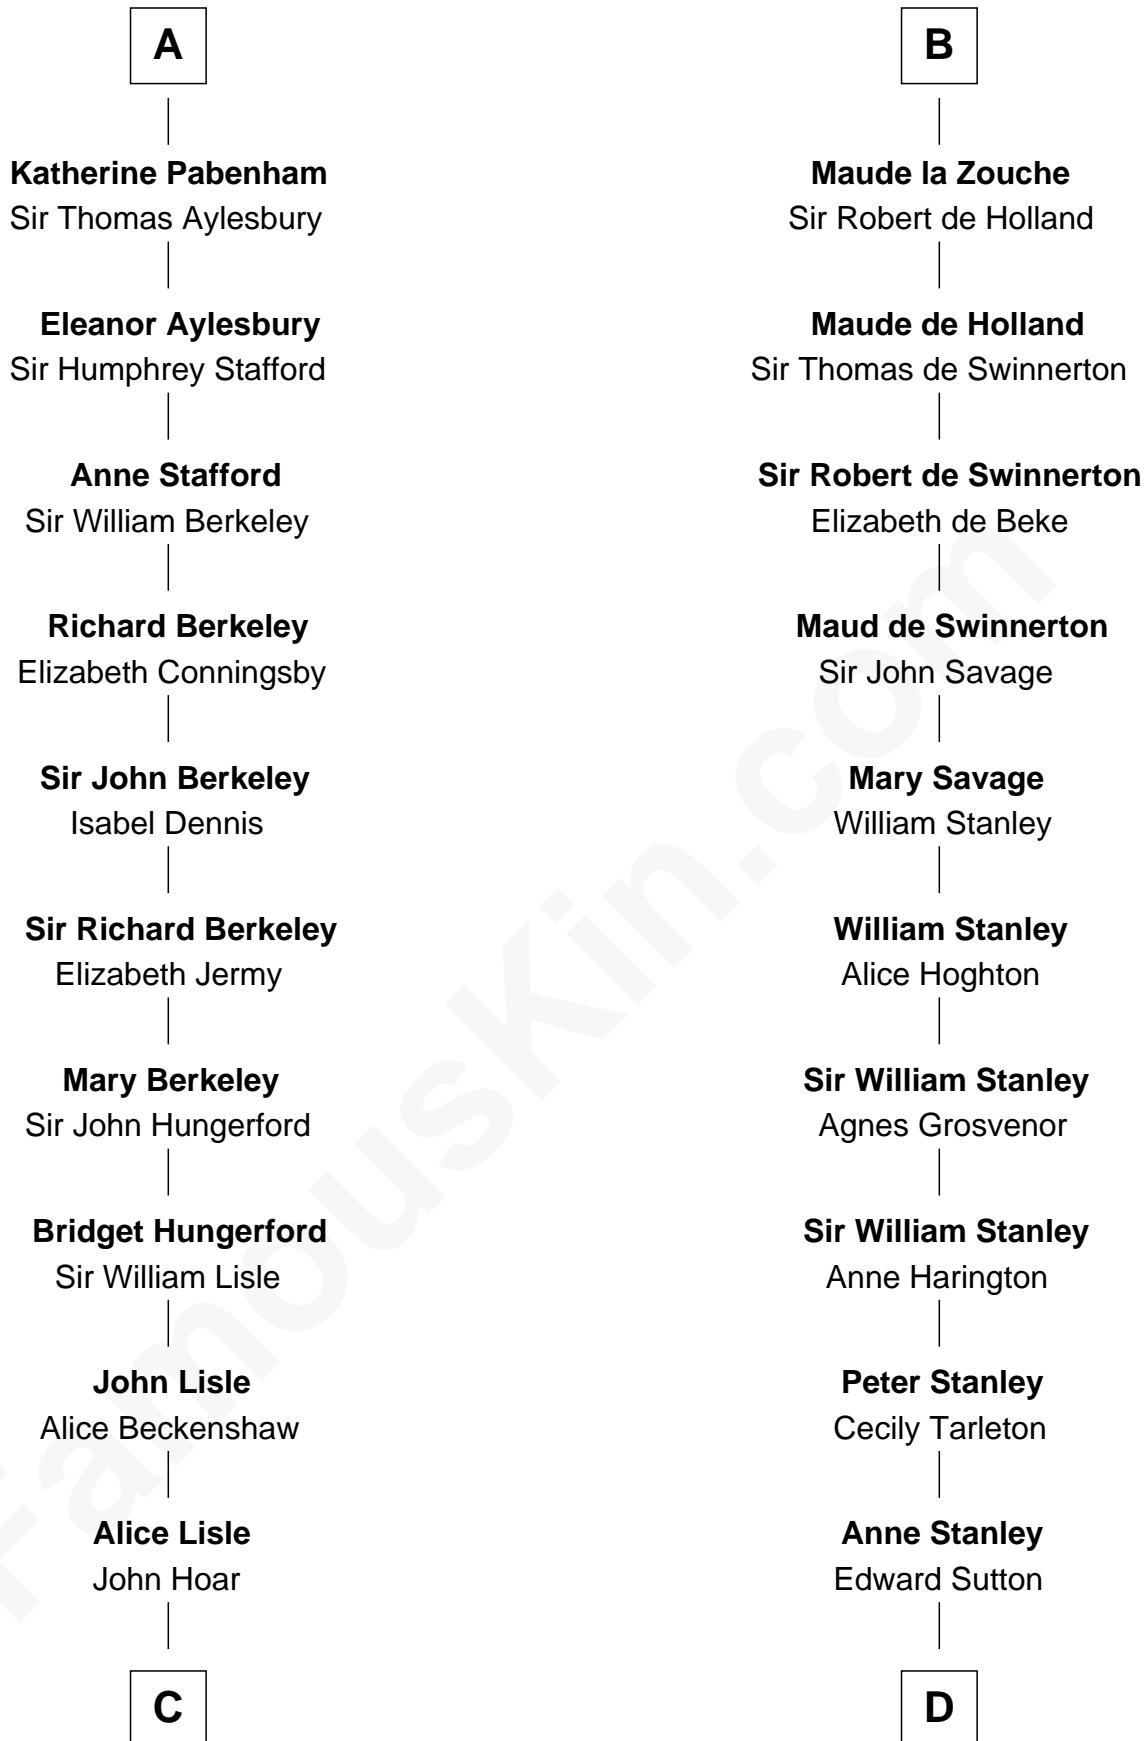 A
Katherine Pabenham
Sir Thomas Aylesbury
Eleanor Aylesbury
Sir Humphrey Stafford
Anne Stafford
Sir William Berkeley
Richard Berkeley
Elizabeth Conningsby
Sir John Berkeley
Isabel Dennis
Sir Richard Berkeley
Elizabeth Jermy
Mary Berkeley
Sir John Hungerford
Bridget Hungerford
Sir William Lisle
John Lisle
Alice Beckenshaw
Alice Lisle
John Hoar
C
B
Maude la Zouche
Sir Robert de Holland
Maude de Holland
Sir Thomas de Swinnerton
Sir Robert de Swinnerton
Elizabeth de Beke
Maud de Swinnerton
Sir John Savage
Mary Savage
William Stanley
William Stanley
Alice Hoghton
Sir William Stanley
Agnes Grosvenor
Sir William Stanley
Anne Harington
Peter Stanley
Cecily Tarleton
Anne Stanley
Edward Sutton
D
FamousKin.com